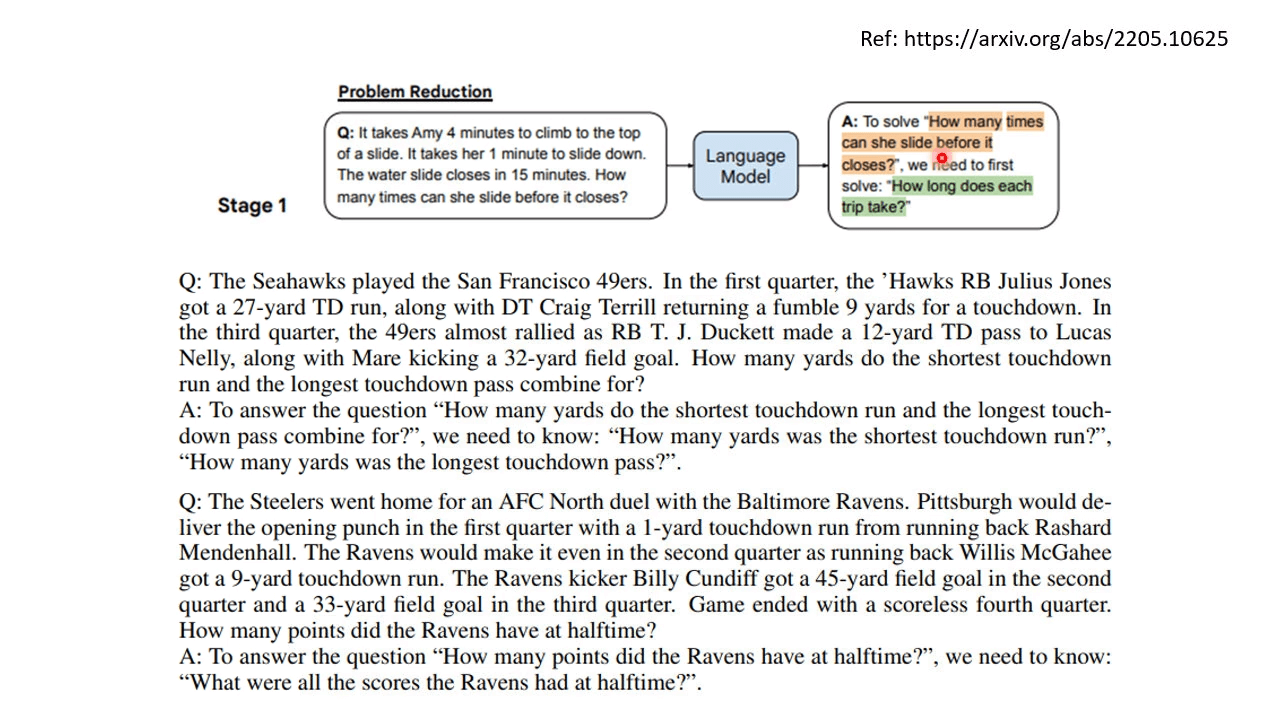 Ref: https://arxiv.org/abs/2205.10625
Problem Reduction
Stage 1
Q: It takes Amy 4 minutes to climb to the top
of a slide. It takes her 1 minute to slide down.
The water slide closes in 15 minutes. How
many times can she slide before it closes?
Language
Model
A: To solve “How many times
can she slide before it
closes?”, we need to first
solve: “How long does each
trip take?”
Q: The Seahawks played the San Francisco 49ers. In the first quarter, the ’Hawks RB Julius Jones
got a 27-yard TD run, along with DT Craig Terrill returning a fumble 9 yards for a touchdown. In
the third quarter, the 49ers almost rallied as RB T. J. Duckett made a 12-yard TD pass to Lucas
Nelly, along with Mare kicking a 32-yard field goal. How many yards do the shortest touchdown
run and the longest touchdown pass combine for?
A: To answer the question “How many yards do the shortest touchdown run and the longest touch-
down pass combine for?”, we need to know: “How many yards was the shortest touchdown run?”,
“How many yards was the longest touchdown pass?”.
Q: The Steelers went home for an AFC North duel with the Baltimore Ravens. Pittsburgh would de-
liver the opening punch in the first quarter with a 1-yard touchdown run from running back Rashard
Mendenhall. The Ravens would make it even in the second quarter as running back Willis McGahee
got a 9-yard touchdown run. The Ravens kicker Billy Cundiff got a 45-yard field goal in the second
quarter and a 33-yard field goal in the third quarter. Game ended with a scoreless fourth quarter.
How many points did the Ravens have at halftime?
A: To answer the question “How many points did the Ravens have at halftime?”, we need to know:
“What were all the scores the Ravens had at halftime?”.